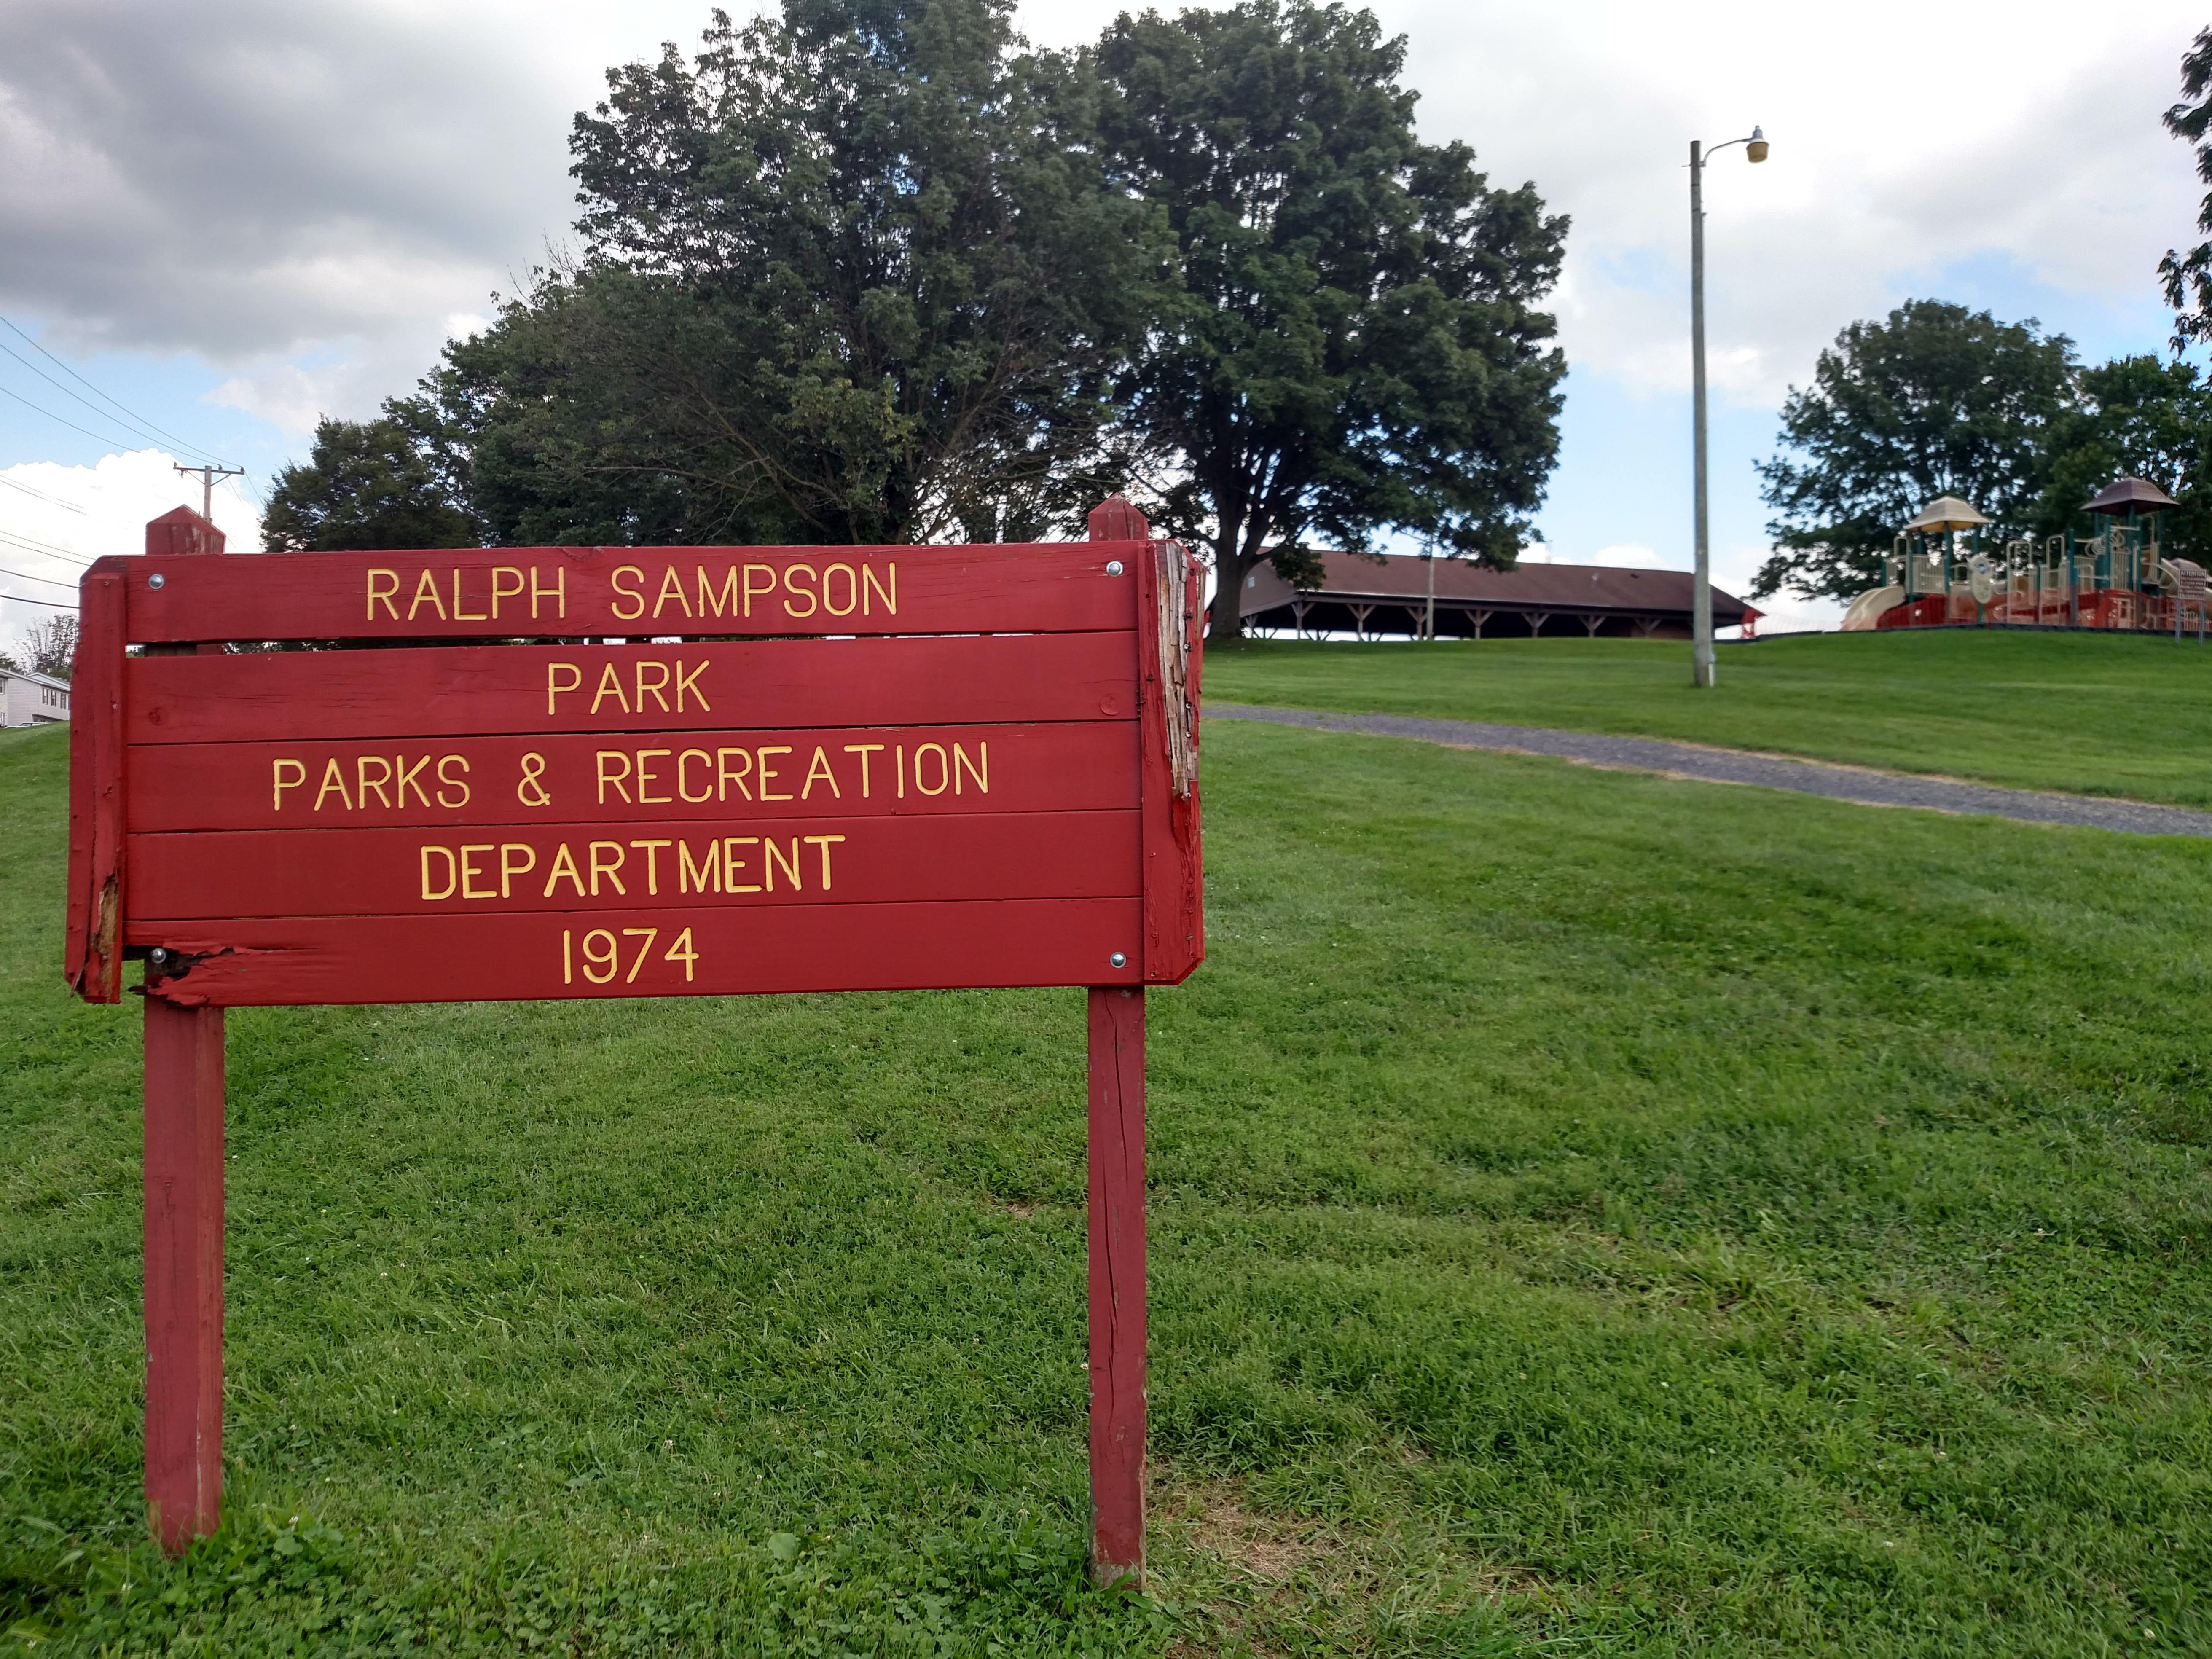 RALPH SAMPSON
PARK
PARKS & RECREATION
DEPARTMENT
1974